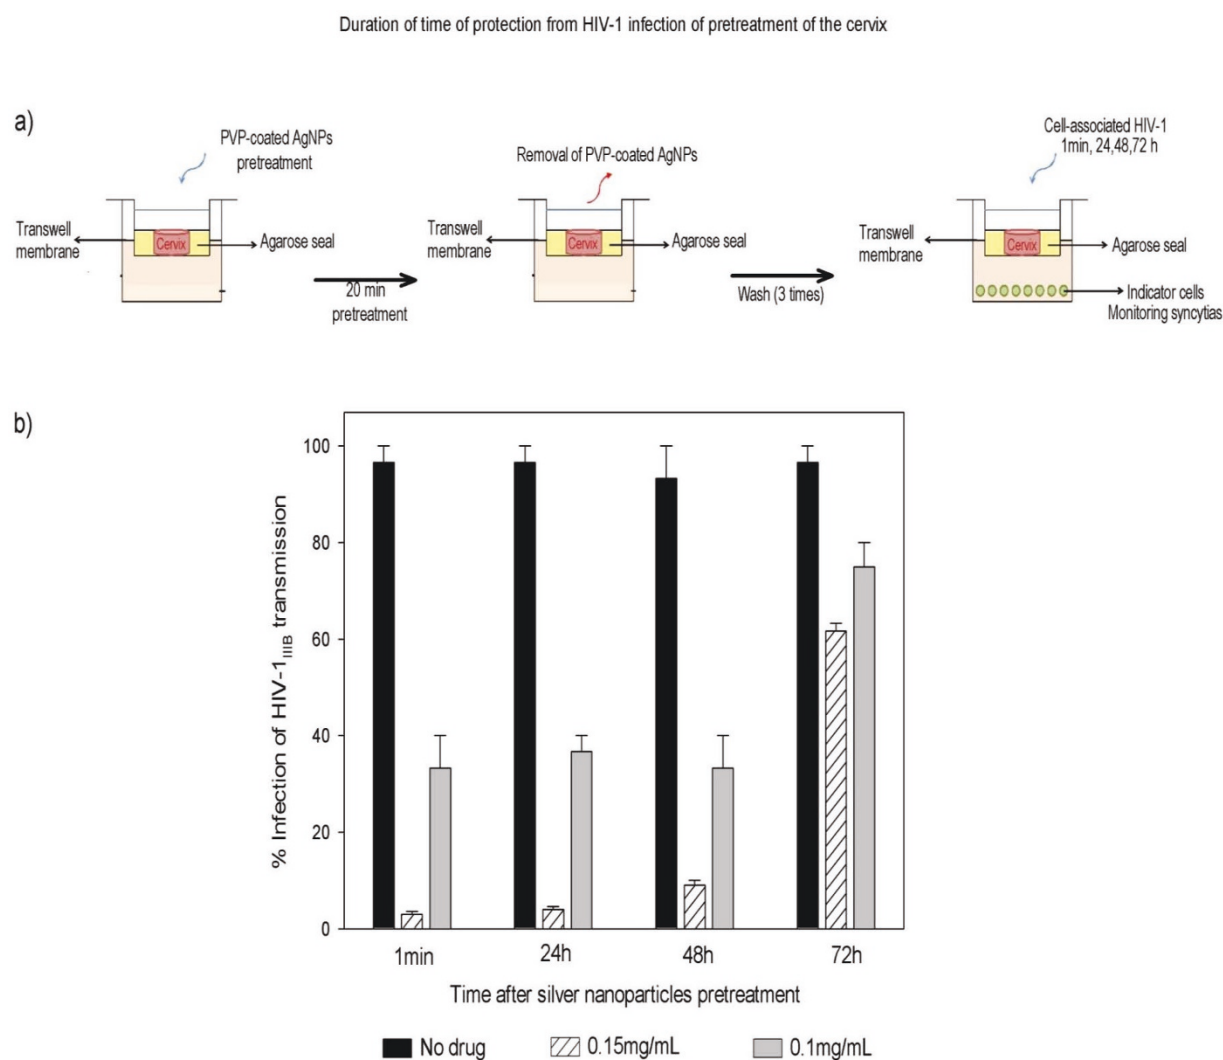 Duration of time of protection from HIV-1 infection of pretreatment of the cervix
a)
PVP-coated AgNPs
pretreatment
Transwell
membrane
Cervix
Agarose seal
20 min
pretreatment
Removal of PVP-coated AgNPs
Transwell
membrane
Cervix
Agarose seal
Wash (3 times)
Cell-associated HIV-1
1min, 24,48,72 h
Transwell
membrane
Cervix
Agarose seal
Indicator cells
Monitoring syncytias
b)
% Infection of HIV-1IIIB transmission
100
80
60
40
20
0
1min 24h 48h 72h
Time after silver nanoparticles pretreatment
No drug 0.15mg/mL 0.1mg/mL